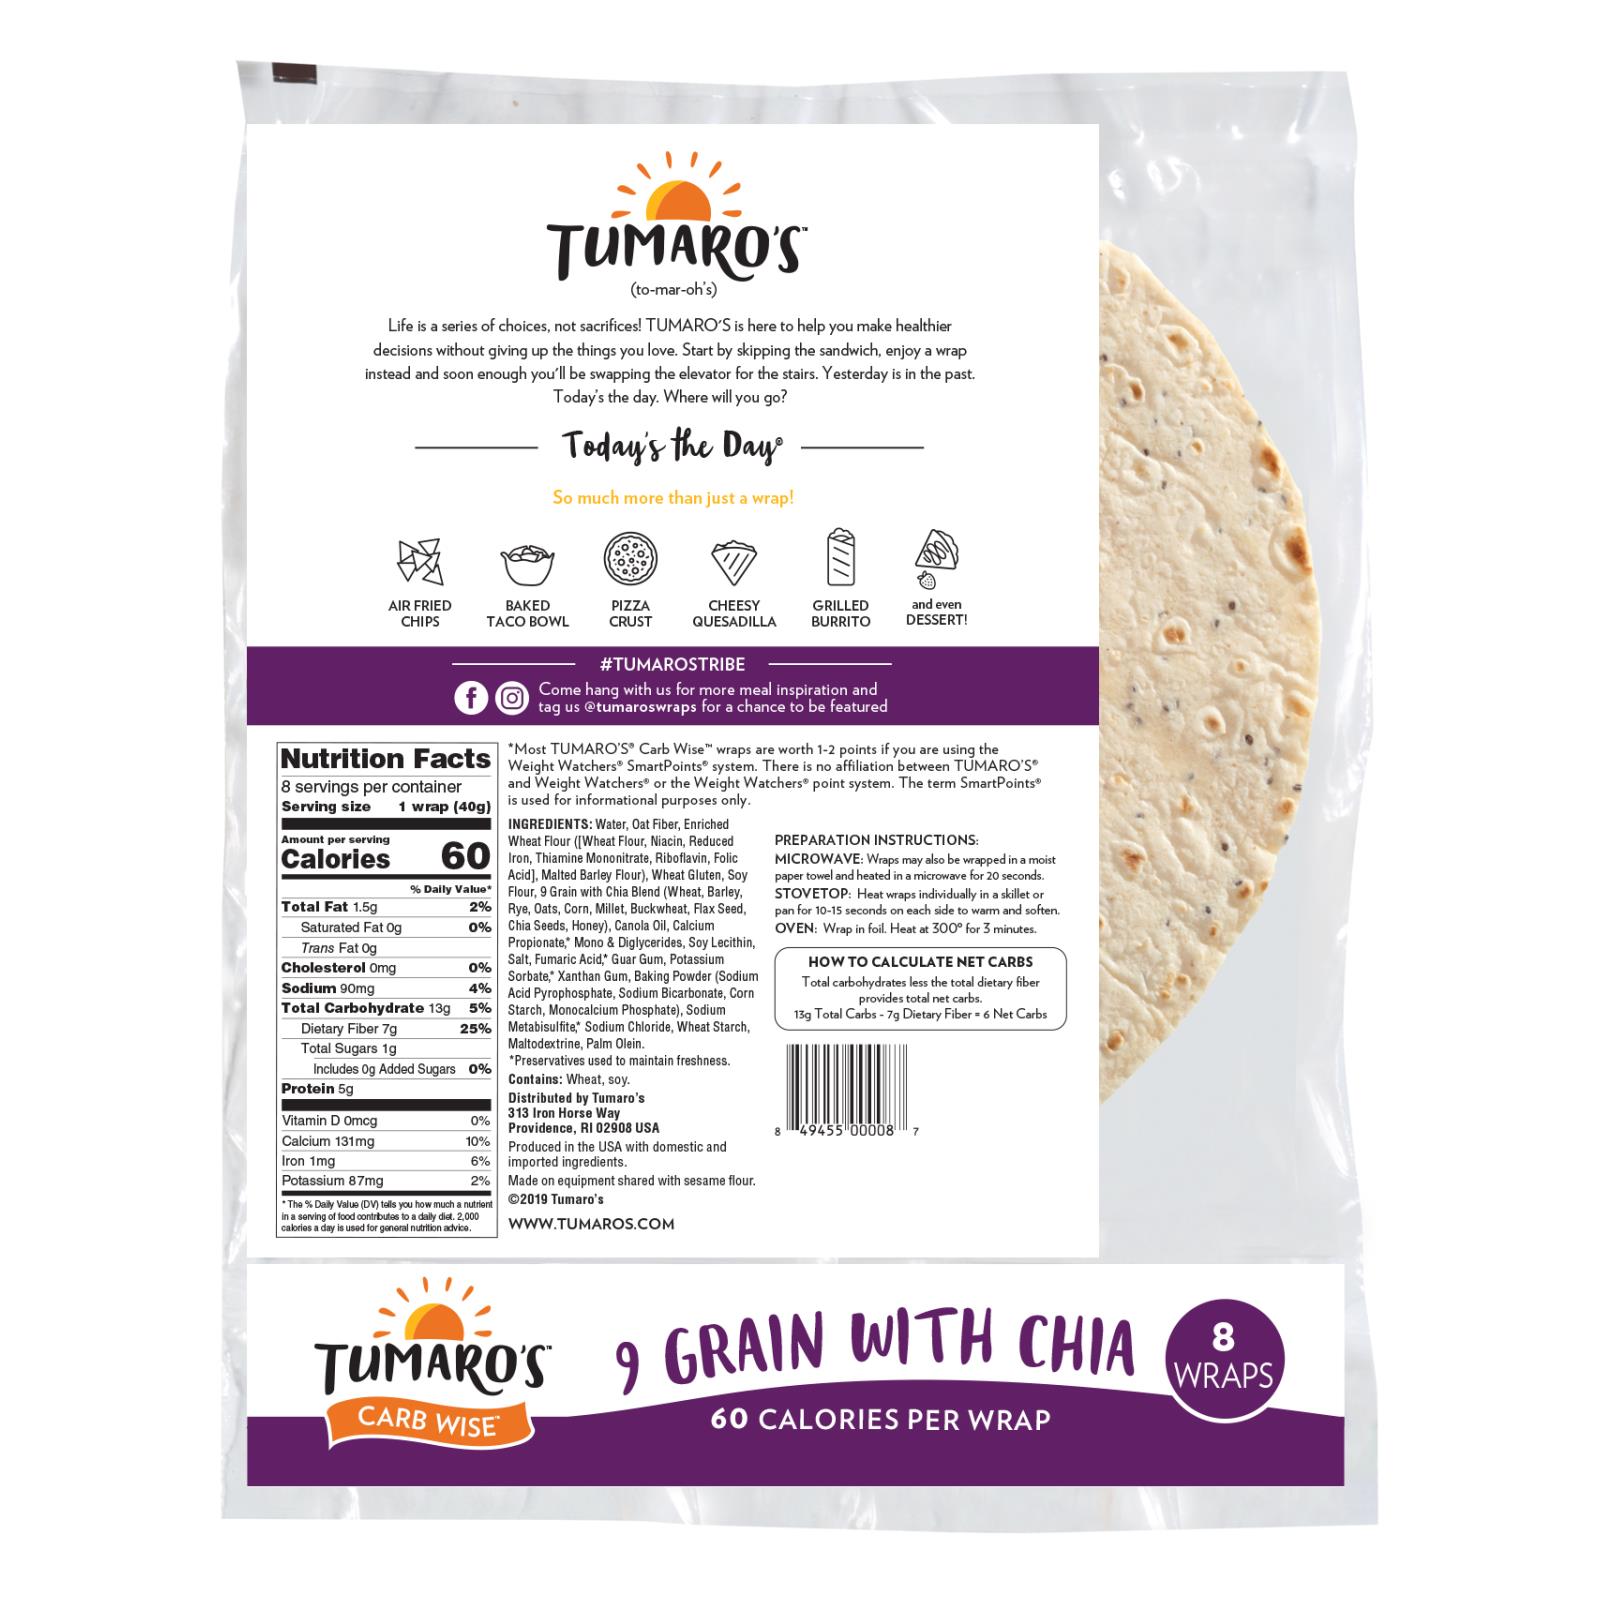 TUMARO'S™
(to-mar-oh's)
Life is a series of choices, not sacrifices! TUMARO'S is here to help you make healthier
decisions without giving up the things you love. Start by skipping the sandwich, enjoy a wrap
instead and soon enough you'll be swapping the elevator for the stairs. Yesterday is in the past.
Today's the day. Where will you go?
Today's the Day®
So much more than just a wrap!
AIR FRIED
CHIPS
BAKED
TACO BOWL
PIZZA
CRUST
CHEESY
QUESADILLA
GRILLED
BURRITO
and even
DESSERT!
#TUMAROSTRIBE
Come hang with us for more meal inspiration and
tag us @tumaroswraps for a chance to be featured
Nutrition Facts
8 servings per container
Serving size 1 wrap (40g)
Amount per serving
Calories 60
% Daily Value*
Total Fat 1.5g 2%
Saturated Fat 0g 0%
Trans Fat 0g
Cholesterol 0mg 0%
Sodium 90mg 4%
Total Carbohydrate 13g 5%
Dietary Fiber 7g 25%
Total Sugars 1g
Includes 0g Added Sugars 0%
Protein 5g
Vitamin D 0mcg 0%
Calcium 131mg 10%
Iron 1mg 6%
Potassium 87mg 2%
* The % Daily Value (DV) tells you how much a nutrient
in a serving of food contributes to a daily diet. 2,000
calories a day is used for general nutrition advice.
*Most TUMARO'S® Carb Wise™ wraps are worth 1-2 points if you are using the
Weight Watchers® SmartPoints® system. There is no affiliation between TUMARO'S®
and Weight Watchers® or the Weight Watchers® point system. The term SmartPoints®
is used for informational purposes only.
INGREDIENTS: Water, Oat Fiber, Enriched
Wheat Flour ([Wheat Flour, Niacin, Reduced
Iron, Thiamine Mononitrate, Riboflavin, Folic
Acid], Malted Barley Flour), Wheat Gluten, Soy
Flour, 9 Grain with Chia Blend (Wheat, Barley,
Rye, Oats, Corn, Millet, Buckwheat, Flax Seed,
Chia Seeds, Honey), Canola Oil, Calcium
Propionate,* Mono & Diglycerides, Soy Lecithin,
Salt, Fumaric Acid,* Guar Gum, Potassium
Sorbate,* Xanthan Gum, Baking Powder (Sodium
Acid Pyrophosphate, Sodium Bicarbonate, Corn
Starch, Monocalcium Phosphate), Sodium
Metabisulfite,* Sodium Chloride, Wheat Starch,
Maltodextrine, Palm Olein.
*Preservatives used to maintain freshness.
Contains: Wheat, soy.
Distributed by Tumaro's
313 Iron Horse Way
Providence, RI 02908 USA
Produced in the USA with domestic and
imported ingredients.
Made on equipment shared with sesame flour.
©2019 Tumaro's
WWW.TUMAROS.COM
PREPARATION INSTRUCTIONS:
MICROWAVE: Wraps may also be wrapped in a moist
paper towel and heated in a microwave for 20 seconds.
STOVETOP: Heat wraps individually in a skillet or
pan for 10-15 seconds on each side to warm and soften.
OVEN: Wrap in foil. Heat at 300° for 3 minutes.
HOW TO CALCULATE NET CARBS
Total carbohydrates less the total dietary fiber
provides total net carbs.
13g Total Carbs - 7g Dietary Fiber = 6 Net Carbs
8 49455 00008 7
TUMARO'S™
CARB WISE™
9 GRAIN WITH CHIA
60 CALORIES PER WRAP
8
WRAPS